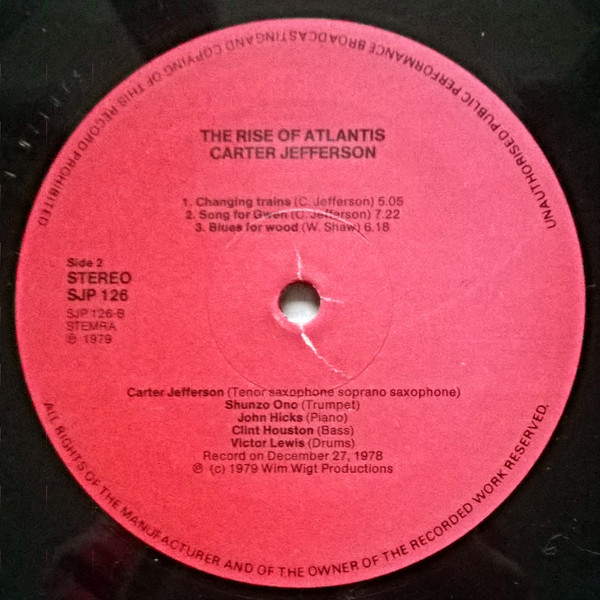 UNAUTHORISED PUBLIC PERFORMANCE BROADCASTING AND COPYING OF THIS RECORD PROHIBITED
THE RISE OF ATLANTIS
CARTER JEFFERSON
1. Changing trains (C. Jefferson) 5.05
2. Song for Gwen (C. Jefferson) 7.22
3. Blues for wood (W. Shaw) 6.18
Side 2
STEREO
SJP 126
SJP 126-B
STEMRA
℗ 1979
Carter Jefferson (Tenor saxophone soprano saxophone)
Shunzo Ono (Trumpet)
John Hicks (Piano)
Clint Houston (Bass)
Victor Lewis (Drums)
Record on December 27, 1978
℗ (c) 1979 Wim Wigt Productions
ALL RIGHTS OF THE MANUFACTURER AND OF THE OWNER OF THE RECORDED WORK RESERVED.